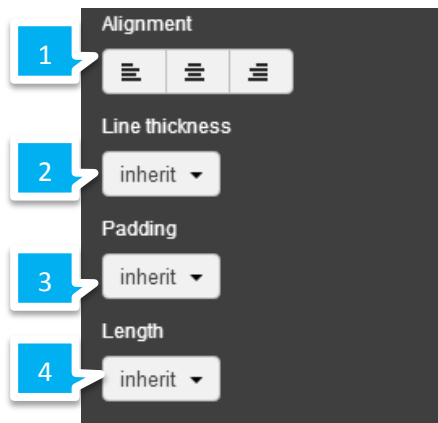 Alignment
1
Line thickness
2 inherit
Padding
3 inherit
Length
4 inherit